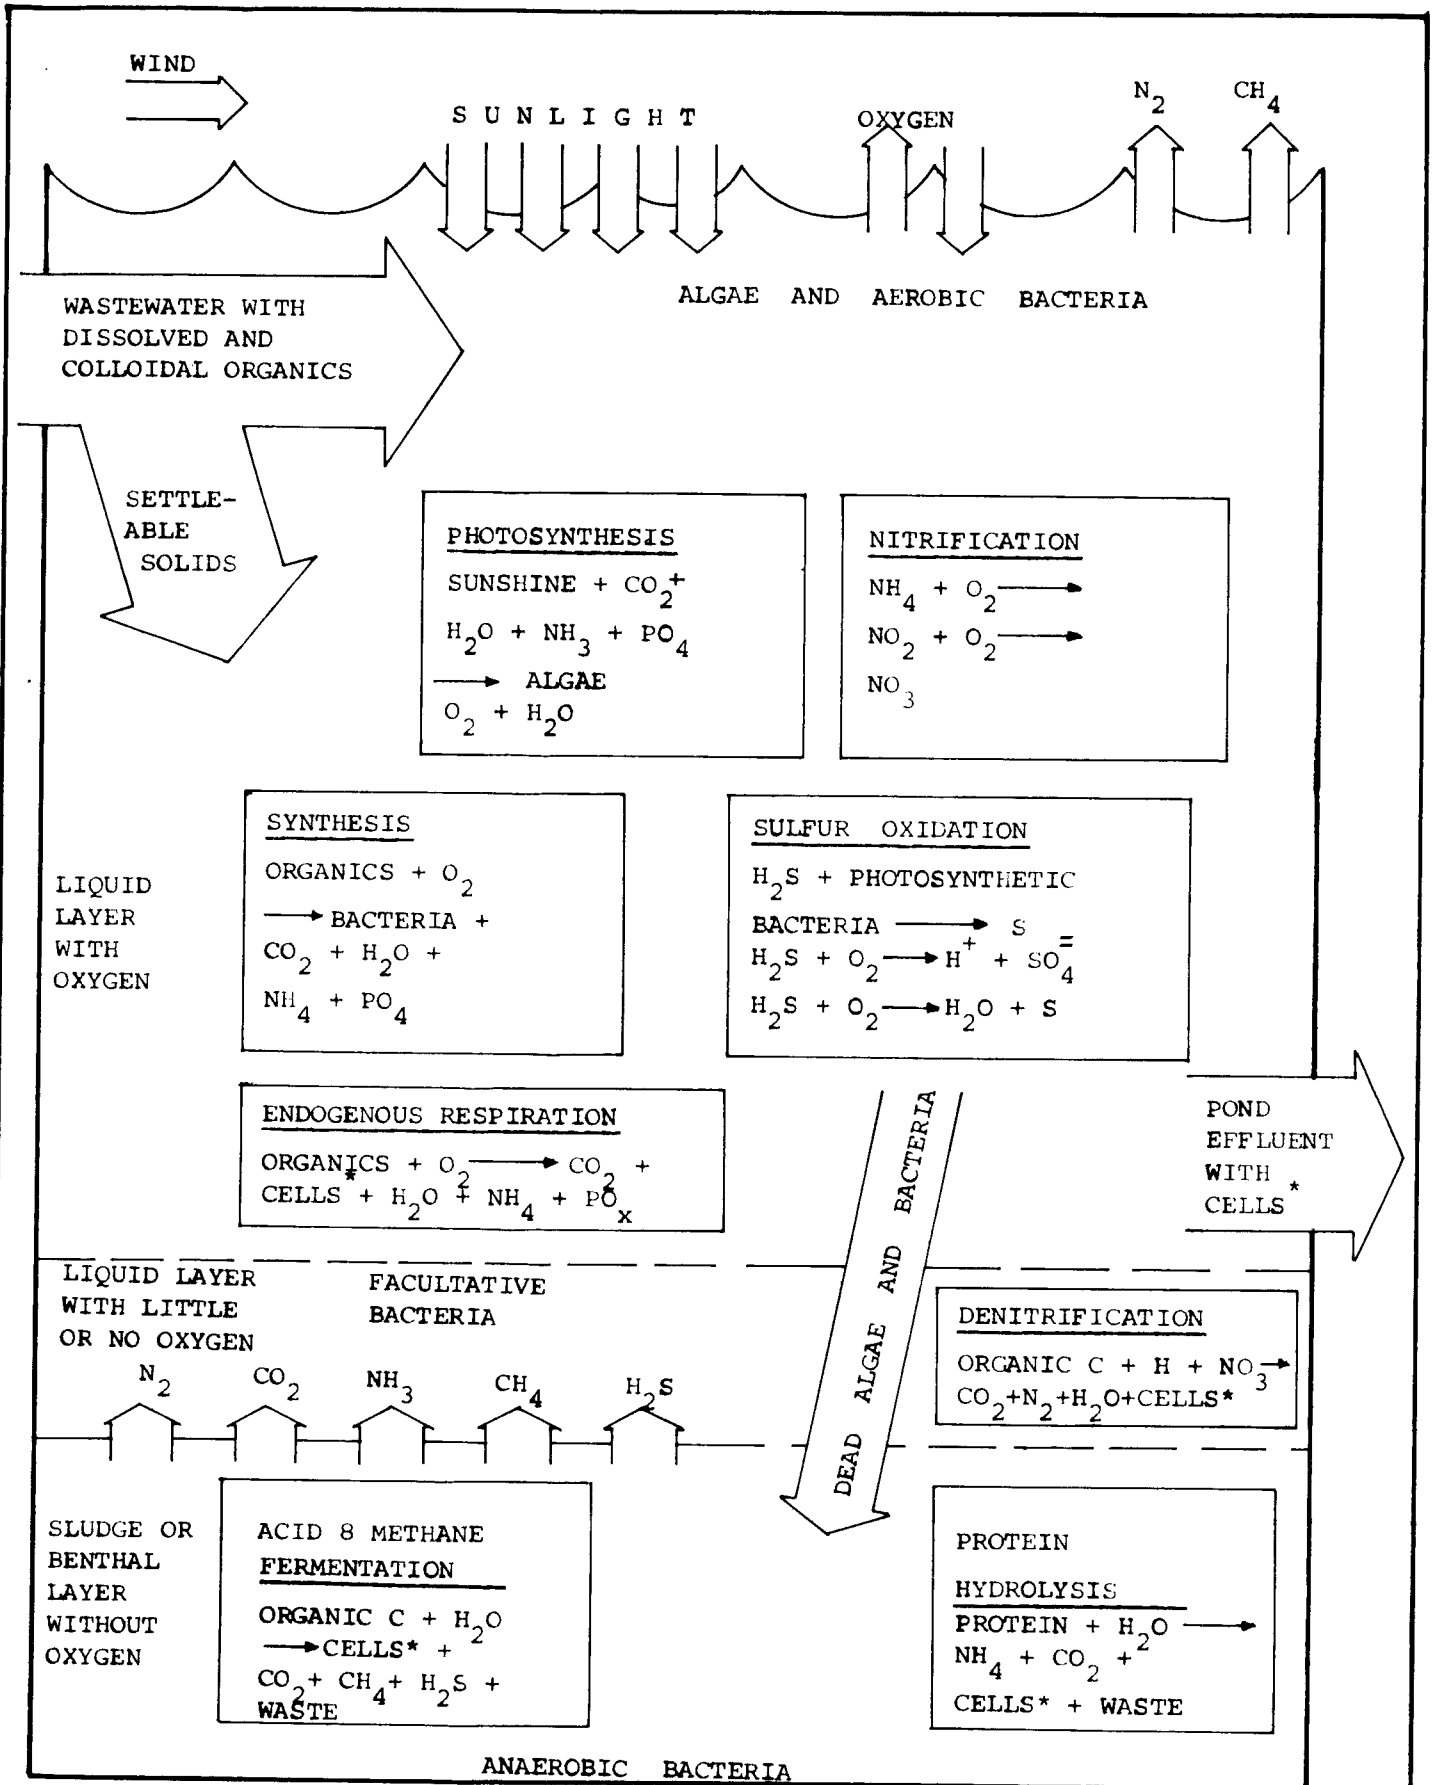 WIND
S U N L I G H T
OXYGEN
N2
CH4
ALGAE AND AEROBIC BACTERIA
WASTEWATER WITH
DISSOLVED AND
COLLOIDAL ORGANICS
SETTLE-
ABLE
SOLIDS
PHOTOSYNTHESIS
SUNSHINE + CO2+
H2O + NH3 + PO4
⟶ ALGAE
O2 + H2O
NITRIFICATION
NH4 + O2 ⟶
NO2 + O2 ⟶
NO3
LIQUID
LAYER
WITH
OXYGEN
SYNTHESIS
ORGANICS + O2
⟶ BACTERIA +
CO2 + H2O +
NH4 + PO4
SULFUR OXIDATION
H2S + PHOTOSYNTHETIC
BACTERIA ⟶ S
H2S + O2 ⟶ H+ + SO4=
H2S + O2 ⟶ H2O + S
ENDOGENOUS RESPIRATION
ORGANICS + O2 ⟶ CO2 +
CELLS* + H2O + NH4 + POx
DEAD ALGAE AND BACTERIA
POND
EFFLUENT
WITH
CELLS*
LIQUID LAYER
WITH LITTLE
OR NO OXYGEN
FACULTATIVE
BACTERIA
DENITRIFICATION
ORGANIC C + H + NO3 ⟶
CO2+N2+H2O+CELLS*
N2
CO2
NH3
CH4
H2S
SLUDGE OR
BENTHAL
LAYER
WITHOUT
OXYGEN
ACID 8 METHANE
FERMENTATION
ORGANIC C + H2O
⟶ CELLS* +
CO2+ CH4+ H2S +
WASTE
PROTEIN
HYDROLYSIS
PROTEIN + H2O ⟶
NH4 + CO2 +
CELLS* + WASTE
ANAEROBIC BACTERIA